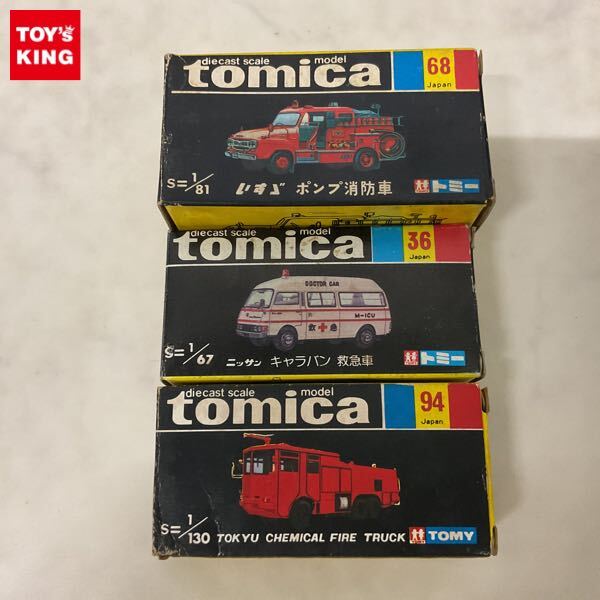 TOY's
KING
diecast scale model
tomica
68
Japan
S=1/81
いすゞ ポンプ消防車
トミー
diecast scale model
tomica
36
Japan
DOCTOR CAR
M-ICU
救急
S=1/67
ニッサン キャラバン 救急車
トミー
diecast scale model
tomica
94
Japan
S=1/130
TOKYU CHEMICAL FIRE TRUCK
TOMY